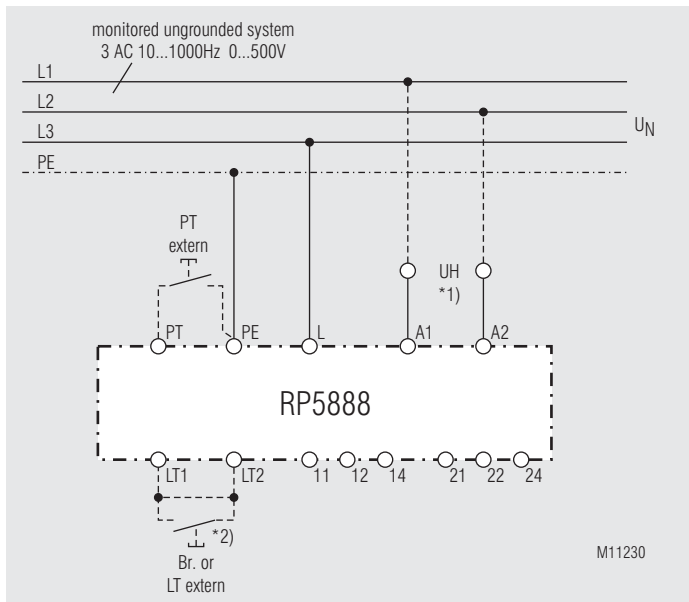 monitored ungrounded system
3 AC 10...1000Hz 0...500V
L1
L2
L3
UN
PE
PT
extern
UH
*1)
PT
PE
L
A1
A2
RP5888
LT1
LT2
11
12
14
21
22
24
*2)
Br. or
LT extern
M11230